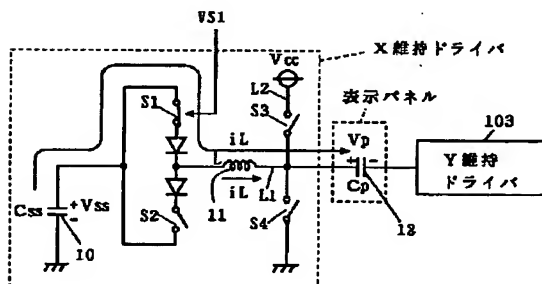 VS1
X維持ドライバ
Vcc
S1
L2
S3
表示パネル
103
iL
Vp
+ -
Y維持
ドライバ
Css
+Vss
-
iL
L1
Cp
S2
11
S4
12
10